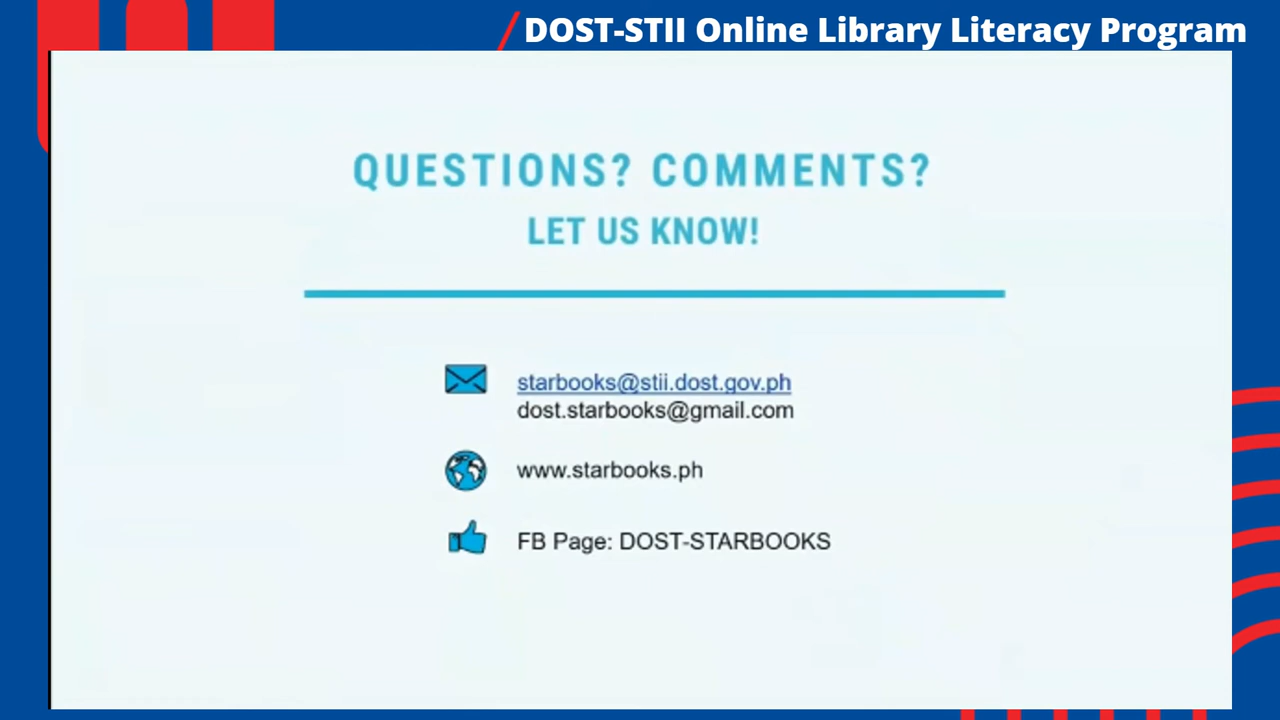 DOST-STII Online Library Literacy Program
QUESTIONS? COMMENTS?
LET US KNOW!
starbooks@stii.dost.gov.ph
dost.starbooks@gmail.com
www.starbooks.ph
FB Page: DOST-STARBOOKS